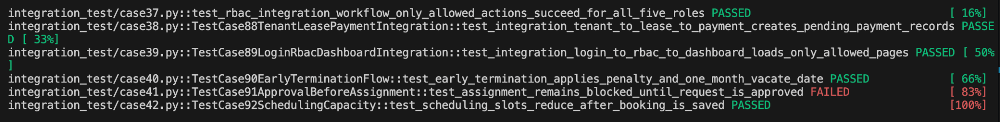 integration_test/case37.py::test_rbac_integration_workflow_only_allowed_actions_succeed_for_all_five_roles PASSED [ 16%]
integration_test/case38.py::TestCase88TenantLeasePaymentIntegration::test_integration_tenant_to_lease_to_payment_creates_pending_payment_records PASSE
D [ 33%]
integration_test/case39.py::TestCase89LoginRbacDashboardIntegration::test_integration_login_to_rbac_to_dashboard_loads_only_allowed_pages PASSED [ 50%
]
integration_test/case40.py::TestCase90EarlyTerminationFlow::test_early_termination_applies_penalty_and_one_month_vacate_date PASSED [ 66%]
integration_test/case41.py::TestCase91ApprovalBeforeAssignment::test_assignment_remains_blocked_until_request_is_approved FAILED [ 83%]
integration_test/case42.py::TestCase92SchedulingCapacity::test_scheduling_slots_reduce_after_booking_is_saved PASSED [100%]